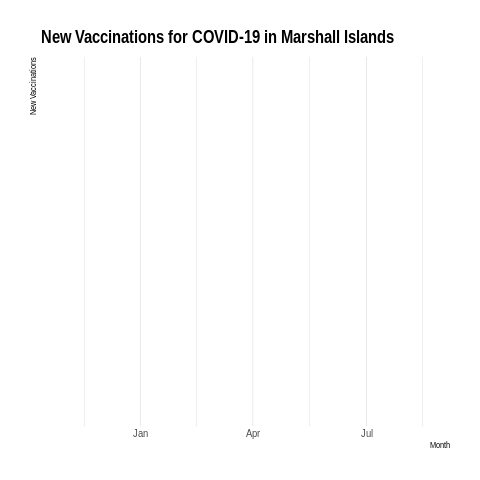 New Vaccinations for COVID-19 in Marshall Islands
New Vaccinations
Jan Apr Jul
Month